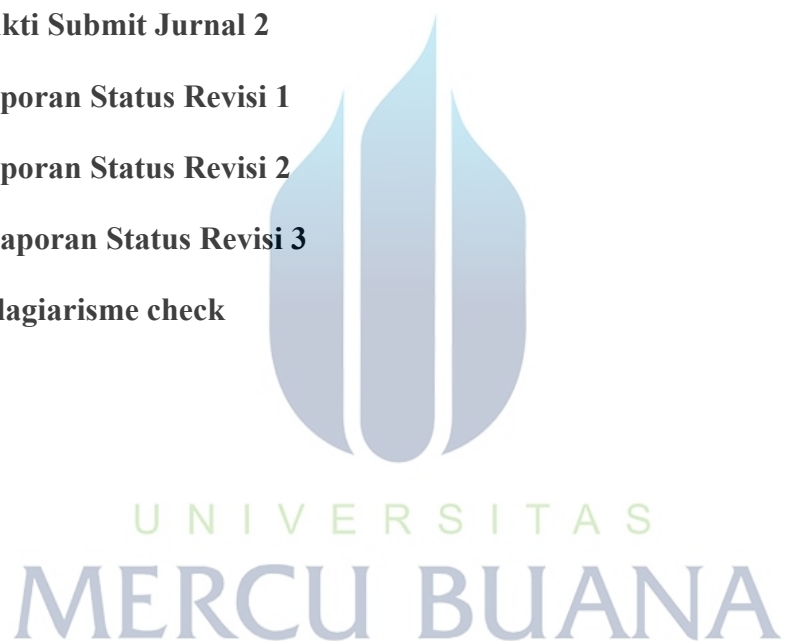 kti Submit Jurnal 2
poran Status Revisi 1
poran Status Revisi 2
aporan Status Revisi 3
lagiarisme check
UNIVERSITAS
MERCU BUANA